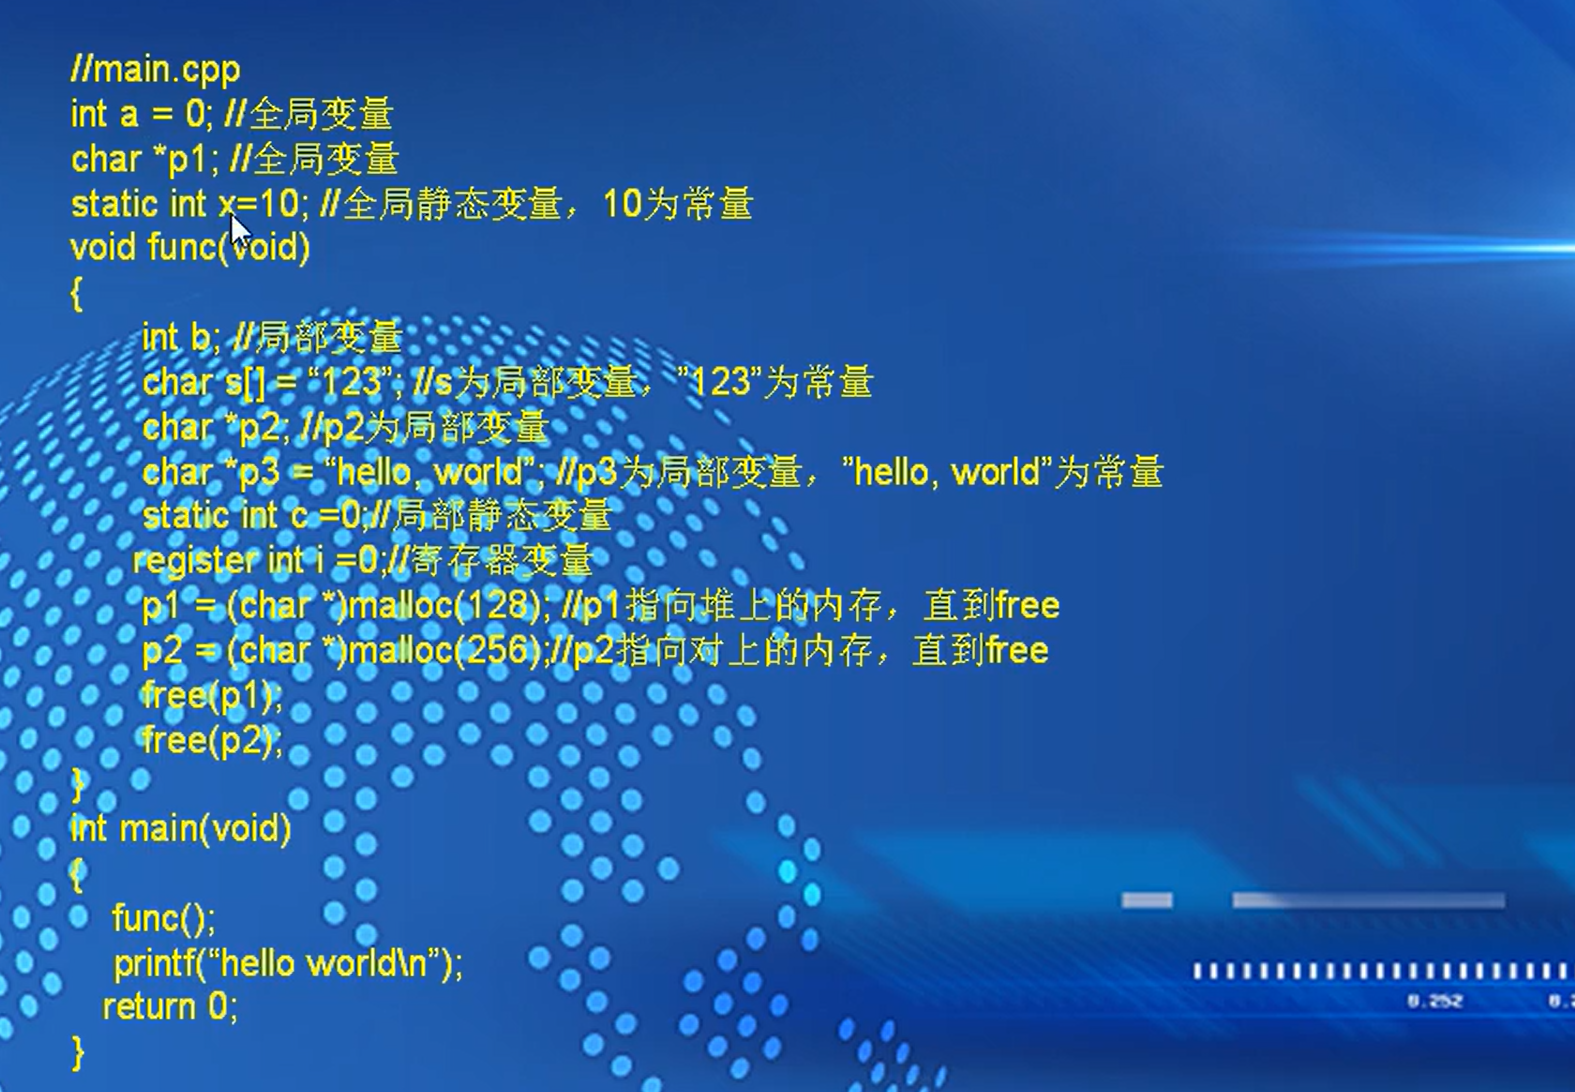 //main.cpp
int a = 0; //全局变量
char *p1; //全局变量
static int x=10; //全局静态变量，10为常量
void func(void)
{
int b; //局部变量
char s[] = “123”; //s为局部变量，”123”为常量
char *p2; //p2为局部变量
char *p3 = “hello, world”; //p3为局部变量，”hello, world”为常量
static int c =0;//局部静态变量
register int i =0;//寄存器变量
p1 = (char *)malloc(128); //p1指向堆上的内存，直到free
p2 = (char *)malloc(256);//p2指向对上的内存，直到free
free(p1);
free(p2);
}
int main(void)
{
func();
printf(“hello world\n”);
return 0;
}
0.252